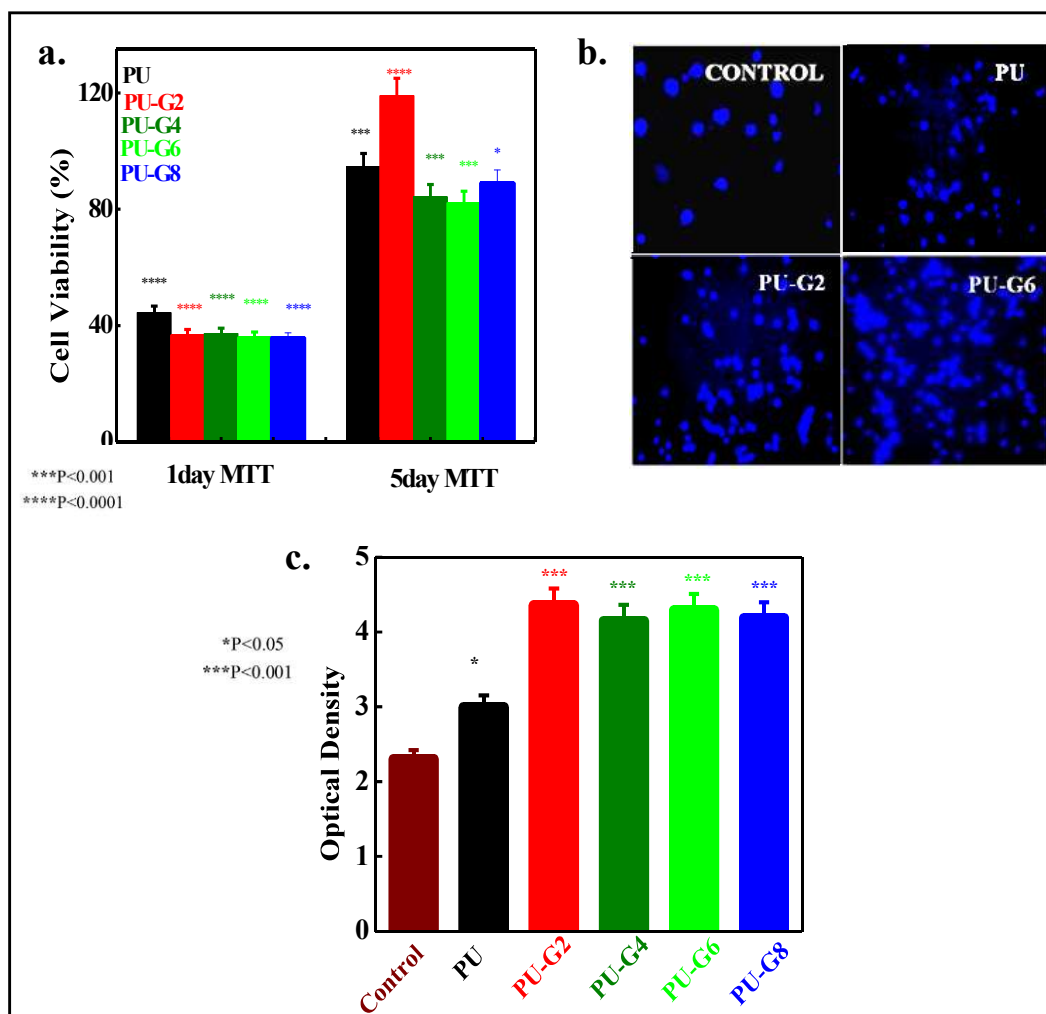 a.
PU
PU-G2
PU-G4
PU-G6
PU-G8
Cell Viability (%)
120
80
40
0
****
****
****
****
****
***
****
***
***
*
1day MTT
5day MTT
***P<0.001
****P<0.0001
b.
CONTROL
PU
PU-G2
PU-G6
c.
*P<0.05
***P<0.001
Optical Density
5
4
3
2
1
0
*
***
***
***
***
Control
PU
PU-G2
PU-G4
PU-G6
PU-G8